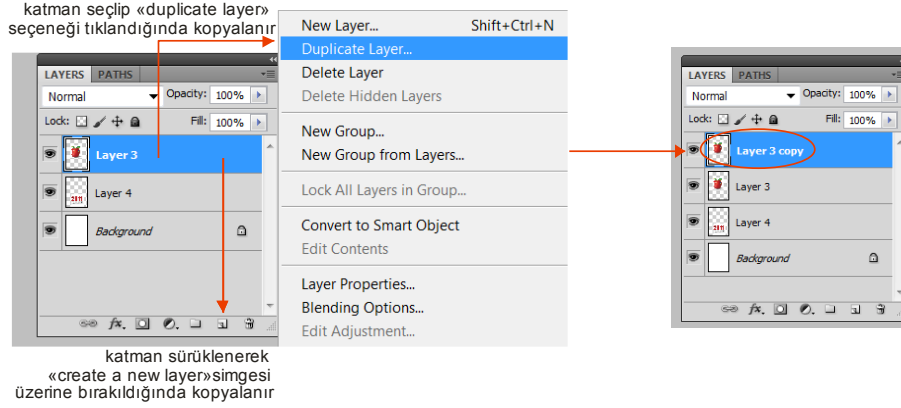 katman seçlip «duplicate layer»
seçeneği tıklandığında kopyalanır
LAYERS PATHS
Normal Opacity: 100%
Lock: Fill: 100%
Layer 3
Layer 4
Background
fx.
katman sürüklenerek
«create a new layer»simgesi
üzerine bırakıldığında kopyalanır
New Layer... Shift+Ctrl+N
Duplicate Layer...
Delete Layer
Delete Hidden Layers
New Group...
New Group from Layers...
Lock All Layers in Group...
Convert to Smart Object
Edit Contents
Layer Properties...
Blending Options...
Edit Adjustment...
LAYERS PATHS
Normal Opacity: 100%
Lock: Fill: 100%
Layer 3 copy
Layer 3
Layer 4
Background
fx.